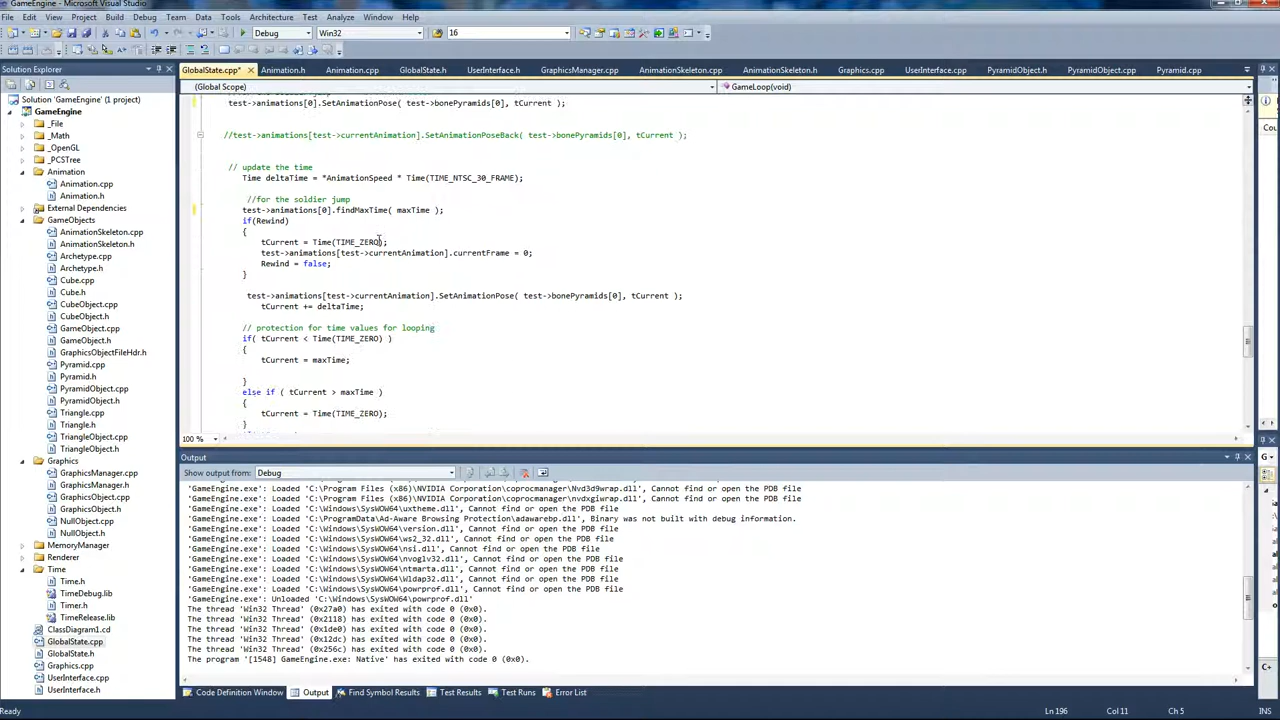 GameEngine - Microsoft Visual Studio
File Edit View Project Build Debug Team Data Tools Architecture Test Analyze Window Help
Debug Win32 16
Solution Explorer
GlobalState.cpp* Animation.h Animation.cpp GlobalState.h UserInterface.h GraphicsManager.cpp AnimationSkeleton.cpp AnimationSkeleton.h Graphics.cpp UserInterface.cpp PyramidObject.h PyramidObject.cpp Pyramid.cpp
(Global Scope) GameLoop(void)
Solution 'GameEngine' (1 project)
GameEngine
_File
_Math
_OpenGL
_PCSTree
Animation
Animation.cpp
Animation.h
External Dependencies
GameObjects
AnimationSkeleton.cpp
AnimationSkeleton.h
Archetype.cpp
Archetype.h
Cube.cpp
Cube.h
CubeObject.cpp
CubeObject.h
GameObject.cpp
GameObject.h
GraphicsObjectFileHdr.h
Pyramid.cpp
Pyramid.h
PyramidObject.cpp
PyramidObject.h
Triangle.cpp
Triangle.h
TriangleObject.cpp
TriangleObject.h
Graphics
GraphicsManager.cpp
GraphicsManager.h
GraphicsObject.cpp
GraphicsObject.h
NullObject.cpp
NullObject.h
MemoryManager
Renderer
Time
Time.h
TimeDebug.lib
Timer.h
TimeRelease.lib
ClassDiagram1.cd
GlobalState.cpp
GlobalState.h
Graphics.cpp
UserInterface.cpp
UserInterface.h
test->animations[0].SetAnimationPose( test->bonePyramids[0], tCurrent );
//test->animations[test->currentAnimation].SetAnimationPoseBack( test->bonePyramids[0], tCurrent );
// update the time
Time deltaTime = *AnimationSpeed * Time(TIME_NTSC_30_FRAME);
//for the soldier jump
test->animations[0].findMaxTime( maxTime );
if(Rewind)
{
tCurrent = Time(TIME_ZERO);
test->animations[test->currentAnimation].currentFrame = 0;
Rewind = false;
}
test->animations[test->currentAnimation].SetAnimationPose( test->bonePyramids[0], tCurrent );
tCurrent += deltaTime;
// protection for time values for looping
if( tCurrent < Time(TIME_ZERO) )
{
tCurrent = maxTime;
}
else if ( tCurrent > maxTime )
{
tCurrent = Time(TIME_ZERO);
}
100 %
Output
Show output from: Debug
'GameEngine.exe': Loaded 'C:\Program Files (x86)\NVIDIA Corporation\coprocmanager\Nvd3d9wrap.dll', Cannot find or open the PDB file
'GameEngine.exe': Loaded 'C:\Program Files (x86)\NVIDIA Corporation\coprocmanager\nvdxgiwrap.dll', Cannot find or open the PDB file
'GameEngine.exe': Loaded 'C:\Windows\SysWOW64\uxtheme.dll', Cannot find or open the PDB file
'GameEngine.exe': Loaded 'C:\ProgramData\Ad-Aware Browsing Protection\adawarebp.dll', Binary was not built with debug information.
'GameEngine.exe': Loaded 'C:\Windows\SysWOW64\version.dll', Cannot find or open the PDB file
'GameEngine.exe': Loaded 'C:\Windows\SysWOW64\ws2_32.dll', Cannot find or open the PDB file
'GameEngine.exe': Loaded 'C:\Windows\SysWOW64\nsi.dll', Cannot find or open the PDB file
'GameEngine.exe': Loaded 'C:\Windows\SysWOW64\nvoglv32.dll', Cannot find or open the PDB file
'GameEngine.exe': Loaded 'C:\Windows\SysWOW64\ntmarta.dll', Cannot find or open the PDB file
'GameEngine.exe': Loaded 'C:\Windows\SysWOW64\Wldap32.dll', Cannot find or open the PDB file
'GameEngine.exe': Loaded 'C:\Windows\SysWOW64\powrprof.dll', Cannot find or open the PDB file
'GameEngine.exe': Unloaded 'C:\Windows\SysWOW64\powrprof.dll'
The thread 'Win32 Thread' (0x27a0) has exited with code 0 (0x0).
The thread 'Win32 Thread' (0x2118) has exited with code 0 (0x0).
The thread 'Win32 Thread' (0x1de0) has exited with code 0 (0x0).
The thread 'Win32 Thread' (0x12dc) has exited with code 0 (0x0).
The thread 'Win32 Thread' (0x256c) has exited with code 0 (0x0).
The program '[1548] GameEngine.exe: Native' has exited with code 0 (0x0).
Code Definition Window Output Find Symbol Results Test Results Test Runs Error List
Cou
G
C+
Ready Ln 196 Col 11 Ch 5 INS